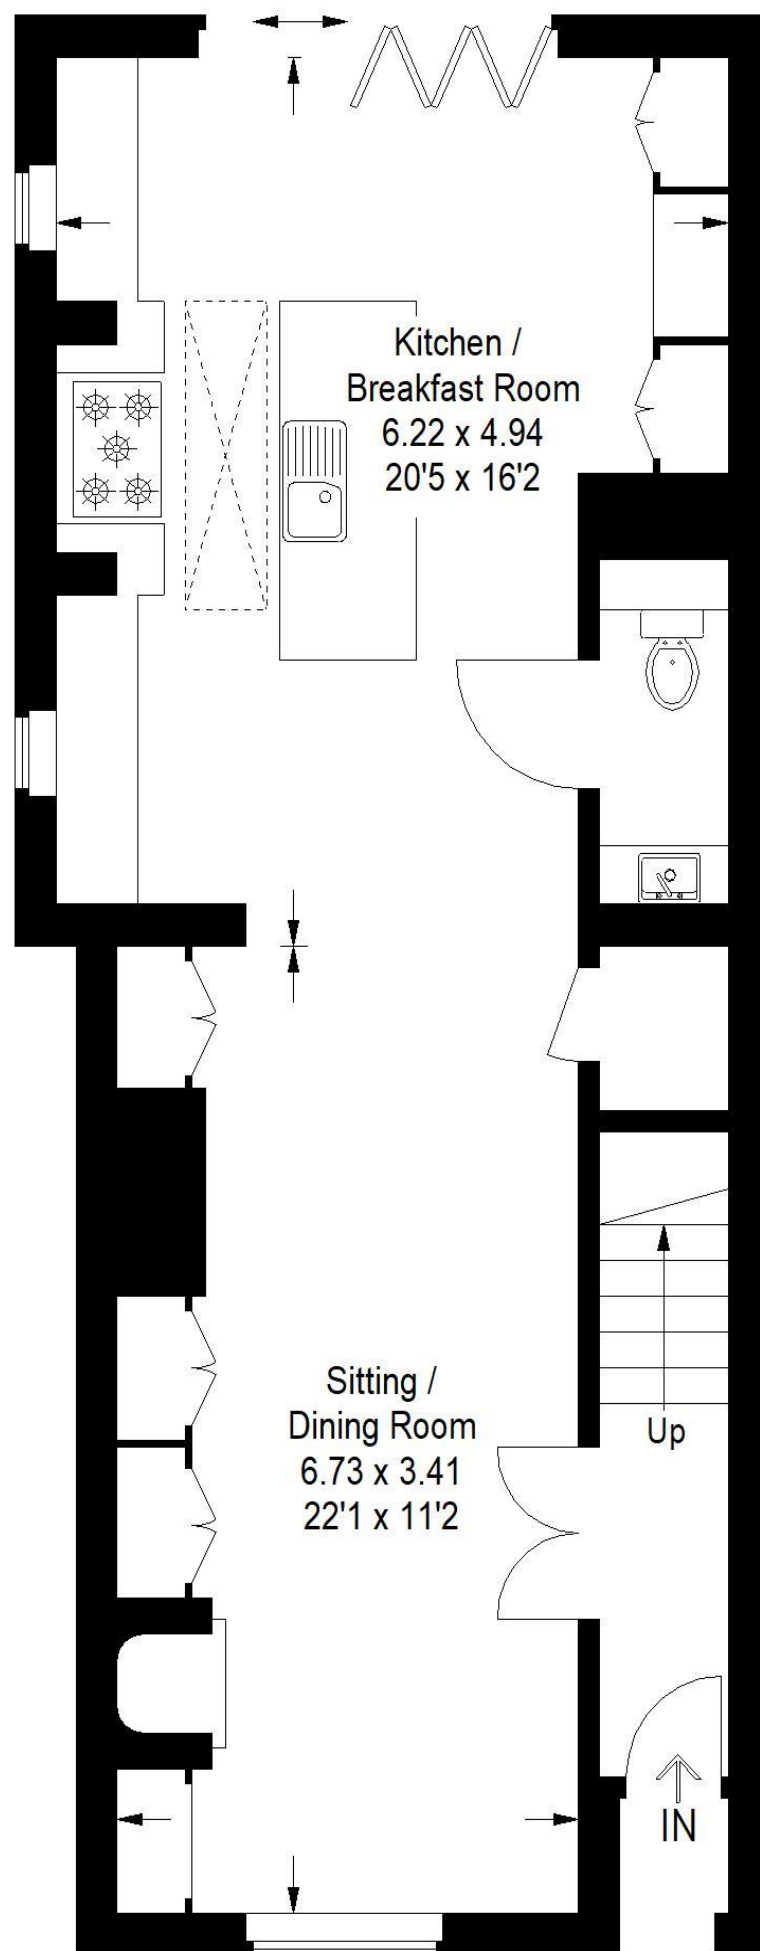 Kitchen /
Breakfast Room
6.22 x 4.94
20'5 x 16'2
Sitting /
Dining Room
6.73 x 3.41
22'1 x 11'2
Up
IN